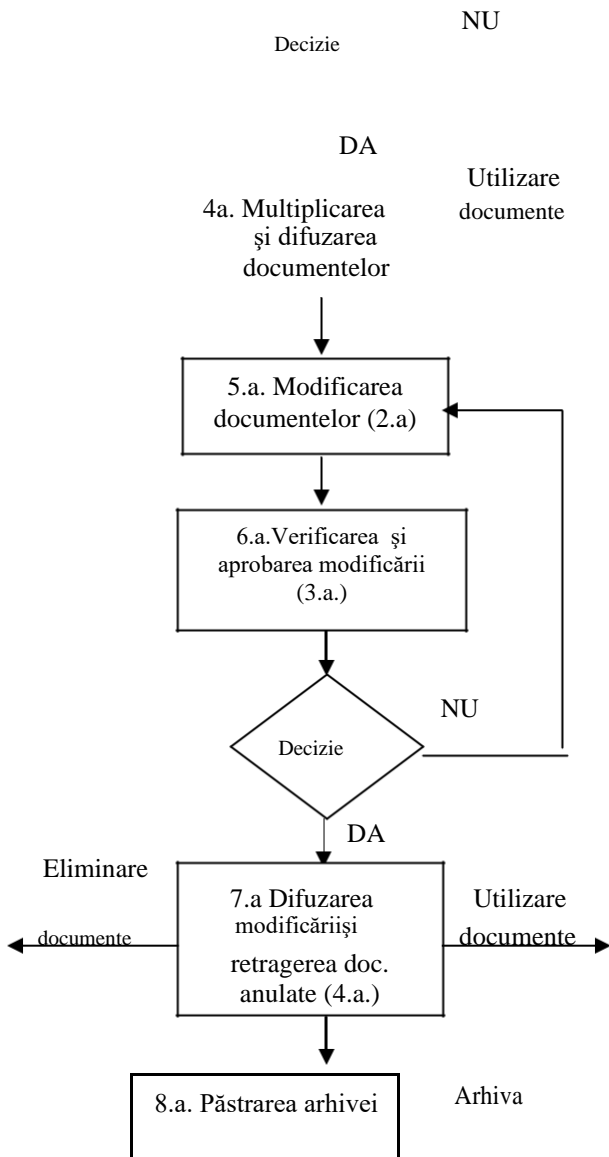 NU
Decizie
DA
Utilizare
documente
4a. Multiplicarea
şi difuzarea
documentelor
5.a. Modificarea
documentelor (2.a)
6.a.Verificarea şi
aprobarea modificării
(3.a.)
NU
Decizie
DA
Eliminare
documente
7.a Difuzarea
modificăriişi
retragerea doc.
anulate (4.a.)
Utilizare
documente
8.a. Păstrarea arhivei
Arhiva